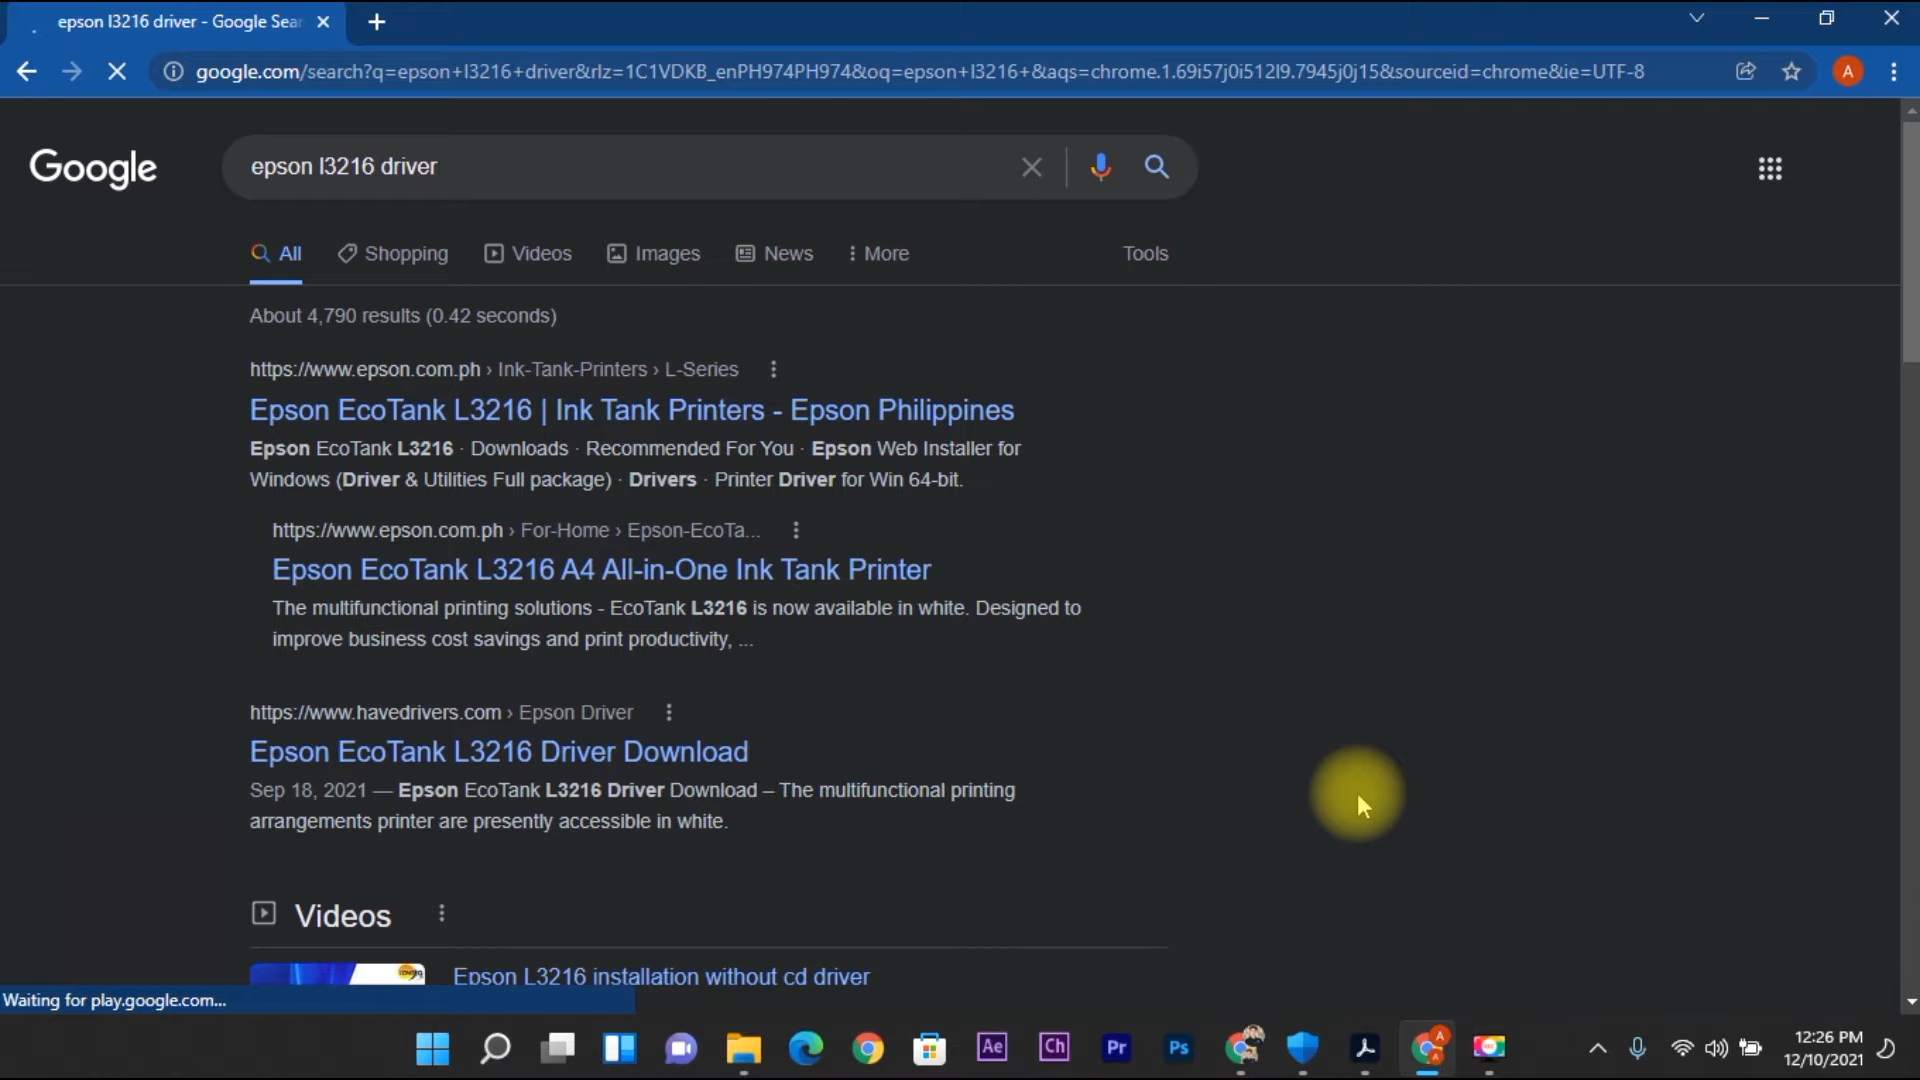 epson l3216 driver - Google Sear
google.com/search?q=epson+l3216+driver&rlz=1C1VDKB_enPH974PH974&oq=epson+l3216+&aqs=chrome.1.69i57j0i512l9.7945j0j15&sourceid=chrome&ie=UTF-8
A
Google
epson l3216 driver
All
Shopping
Videos
Images
News
More
Tools
About 4,790 results (0.42 seconds)
https://www.epson.com.ph › Ink-Tank-Printers › L-Series
Epson EcoTank L3216 | Ink Tank Printers - Epson Philippines
Epson EcoTank L3216 · Downloads · Recommended For You · Epson Web Installer for
Windows (Driver & Utilities Full package) · Drivers · Printer Driver for Win 64-bit.
https://www.epson.com.ph › For-Home › Epson-EcoTa...
Epson EcoTank L3216 A4 All-in-One Ink Tank Printer
The multifunctional printing solutions - EcoTank L3216 is now available in white. Designed to
improve business cost savings and print productivity, ...
https://www.havedrivers.com › Epson Driver
Epson EcoTank L3216 Driver Download
Sep 18, 2021 — Epson EcoTank L3216 Driver Download – The multifunctional printing
arrangements printer are presently accessible in white.
Videos
Epson L3216 installation without cd driver
Waiting for play.google.com...
Ae
Ch
Pr
Ps
A
A
12:26 PM
12/10/2021